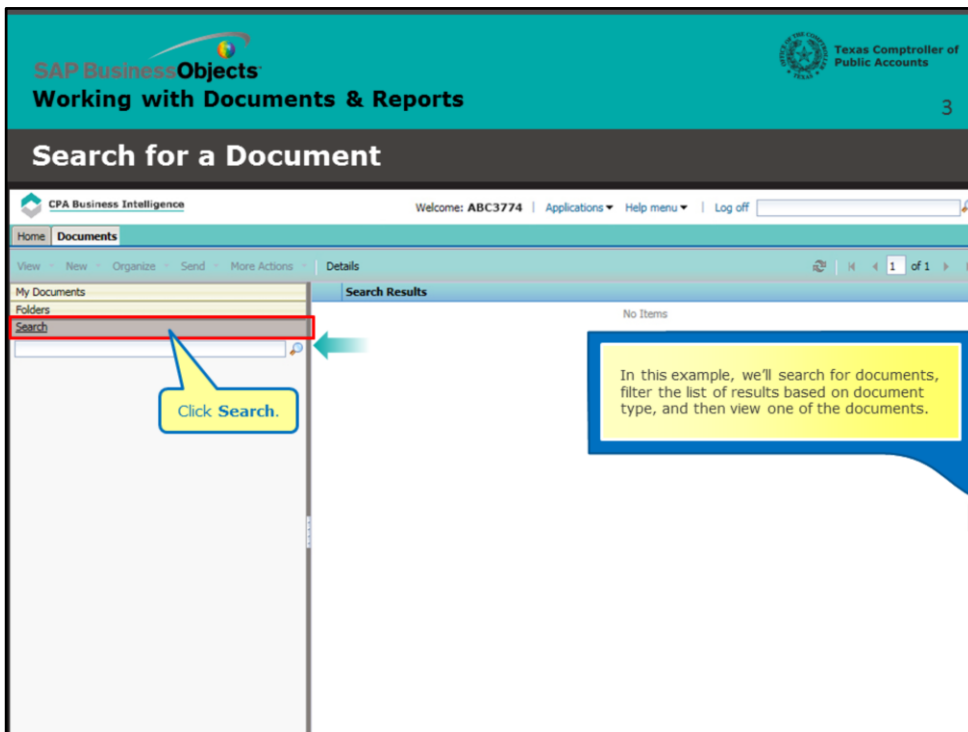 SAP BusinessObjects
Texas Comptroller of
Public Accounts
Working with Documents & Reports
3
Search for a Document
CPA Business Intelligence
Welcome: ABC3774 | Applications Help menu | Log off
Home Documents
View New Organize Send More Actions Details
1 of 1
My Documents
Search Results
Folders
No Items
Search
Click Search.
In this example, we'll search for documents,
filter the list of results based on document
type, and then view one of the documents.